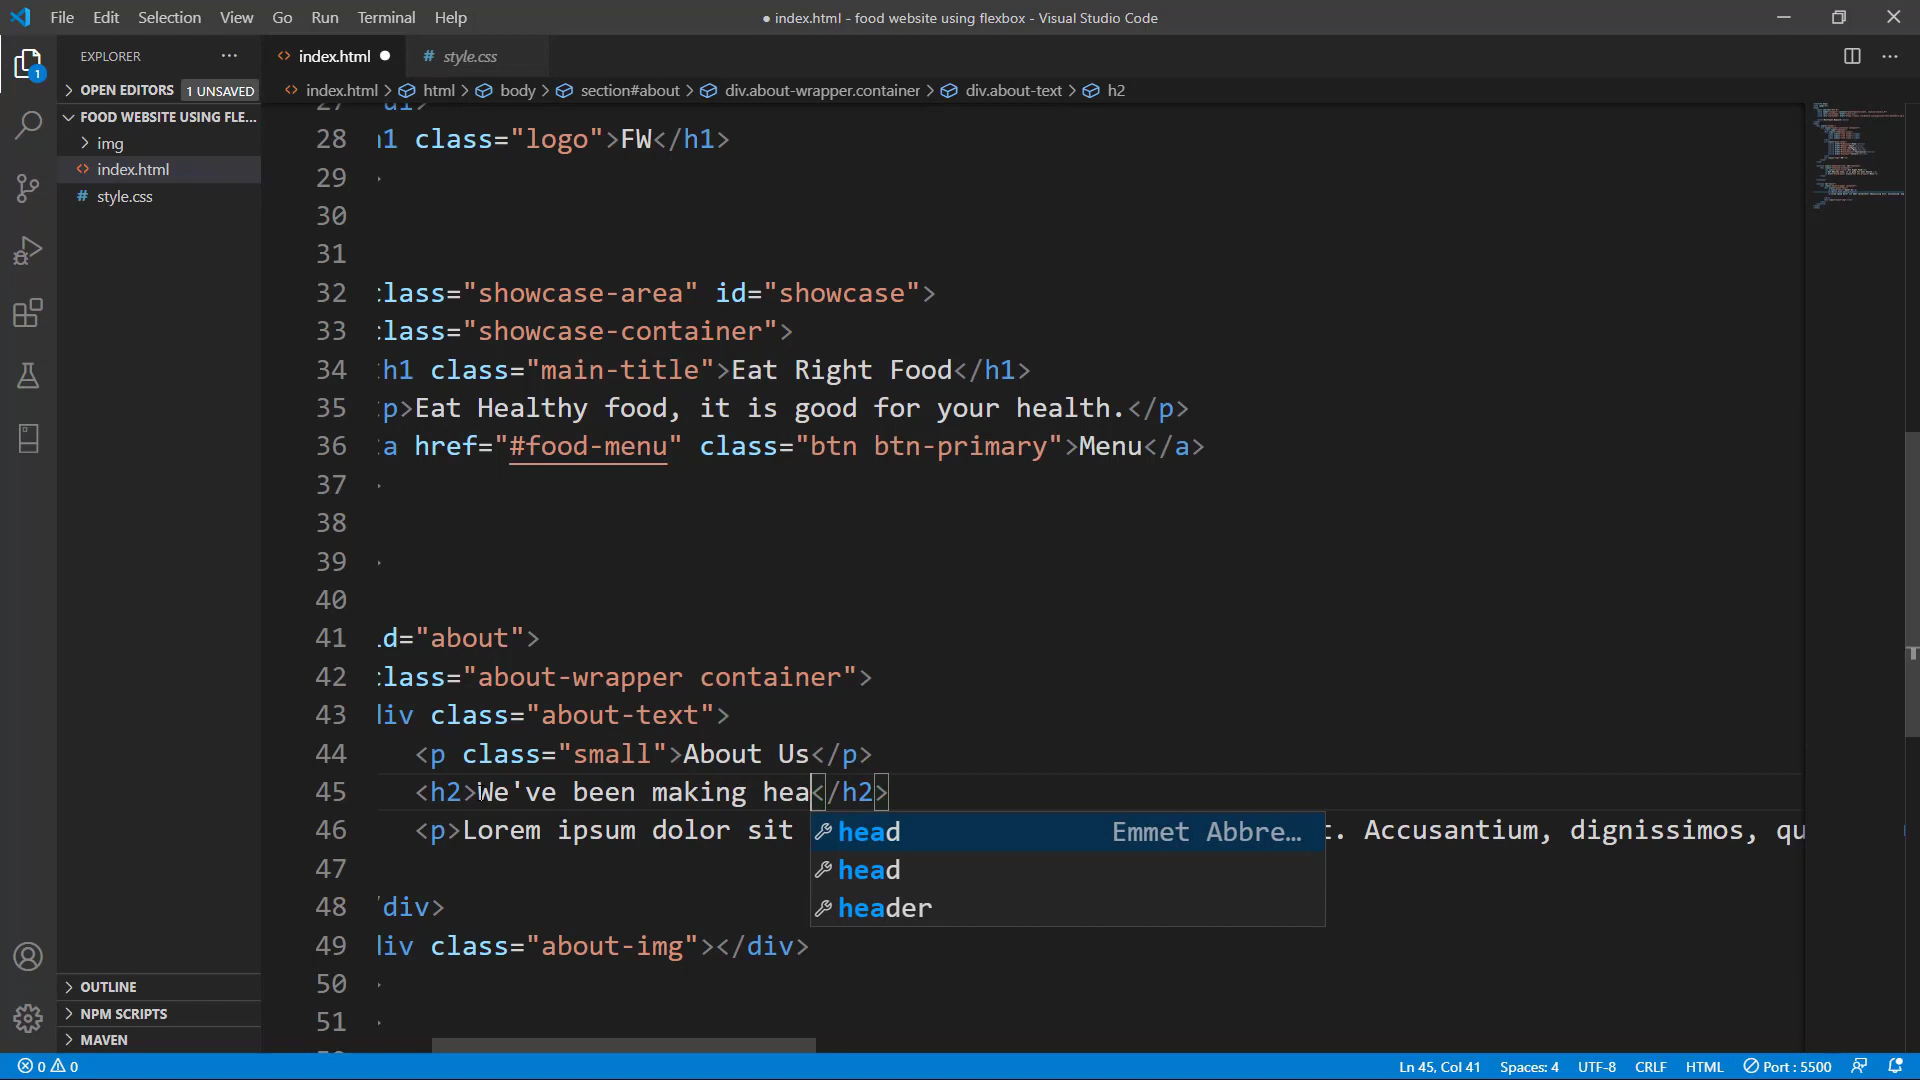 File Edit Selection View Go Run Terminal Help
● index.html - food website using flexbox - Visual Studio Code
EXPLORER
OPEN EDITORS 1 UNSAVED
FOOD WEBSITE USING FLE...
img
index.html
style.css
OUTLINE
NPM SCRIPTS
MAVEN
1
index.html ●
style.css
index.html > html > body > section#about > div.about-wrapper.container > div.about-text > h2
28 h1 class="logo">FW</h1>
29 >
30
31
32 class="showcase-area" id="showcase">
33 class="showcase-container">
34 h1 class="main-title">Eat Right Food</h1>
35 p>Eat Healthy food, it is good for your health.</p>
36 a href="#food-menu" class="btn btn-primary">Menu</a>
37 >
38
39 >
40
41 id="about">
42 class="about-wrapper container">
43 div class="about-text">
44 <p class="small">About Us</p>
45 <h2>We've been making hea</h2>
46 <p>Lorem ipsum dolor sit t. Accusantium, dignissimos, qu
head Emmet Abbre...
head
header
47
48 /div>
49 div class="about-img"></div>
50 >
51 >
0 0
Ln 45, Col 41 Spaces: 4 UTF-8 CRLF HTML Port : 5500